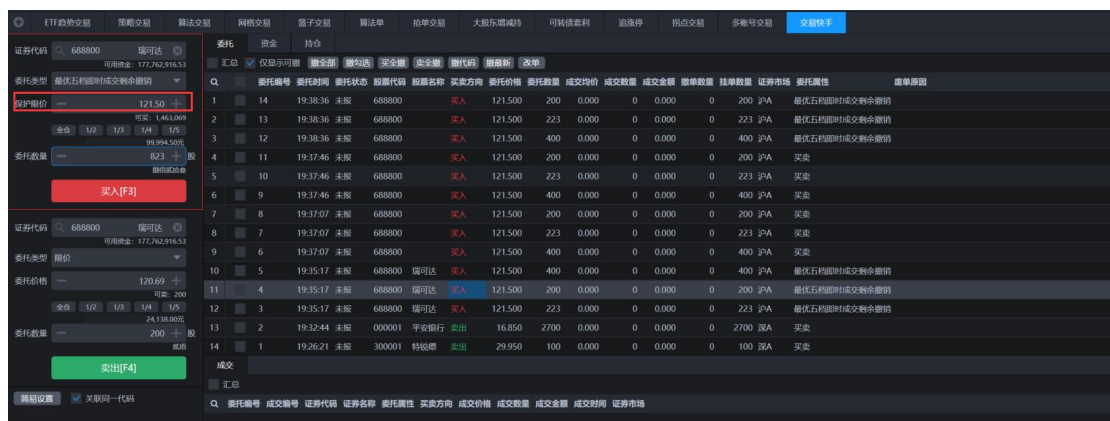 ETF趋势交易 策略交易 算法交易 网格交易 篮子交易 算法单 抢单交易 大股东增减持 可转债套利 追涨停 拐点交易 多账号交易 交易快手
证券代码 688800 瑞可达
可用资金: 177,762,916.53
委托类型 最优五档即时成交剩余撤销
保护限价 121.50
可买: 1,463,069
全仓 1/2 1/3 1/4 1/5
99,994.50元
委托数量 823 股
捌佰贰拾叁
买入[F3]
证券代码 688800 瑞可达
可用资金: 177,762,916.53
委托类型 限价
委托价格 120.69
可卖: 200
全仓 1/2 1/3 1/4 1/5
24,138.00元
委托数量 200 股
贰佰
卖出[F4]
简易设置 关联同一代码
委托 资金 持仓
汇总 仅显示可撤 撤全部 撤勾选 买全撤 卖全撤 撤代码 撤最新 改单
委托编号 委托时间 委托状态 股票代码 股票名称 买卖方向 委托价格 委托数量 成交均价 成交数量 成交金额 撤单数量 挂单数量 证券市场 委托属性 废单原因
1 14 19:38:36 未报 688800 买入 121.500 200 0.000 0 0.000 0 200 沪A 最优五档即时成交剩余撤销
2 13 19:38:36 未报 688800 买入 121.500 223 0.000 0 0.000 0 223 沪A 最优五档即时成交剩余撤销
3 12 19:38:36 未报 688800 买入 121.500 400 0.000 0 0.000 0 400 沪A 最优五档即时成交剩余撤销
4 11 19:37:46 未报 688800 买入 121.500 200 0.000 0 0.000 0 200 沪A 买卖
5 10 19:37:46 未报 688800 买入 121.500 223 0.000 0 0.000 0 223 沪A 买卖
6 9 19:37:46 未报 688800 买入 121.500 400 0.000 0 0.000 0 400 沪A 买卖
7 8 19:37:07 未报 688800 买入 121.500 200 0.000 0 0.000 0 200 沪A 买卖
8 7 19:37:07 未报 688800 买入 121.500 223 0.000 0 0.000 0 223 沪A 买卖
9 6 19:37:07 未报 688800 买入 121.500 400 0.000 0 0.000 0 400 沪A 买卖
10 5 19:35:17 未报 688800 瑞可达 买入 121.500 400 0.000 0 0.000 0 400 沪A 最优五档即时成交剩余撤销
11 4 19:35:17 未报 688800 瑞可达 买入 121.500 200 0.000 0 0.000 0 200 沪A 最优五档即时成交剩余撤销
12 3 19:35:17 未报 688800 瑞可达 买入 121.500 223 0.000 0 0.000 0 223 沪A 最优五档即时成交剩余撤销
13 2 19:32:44 未报 000001 平安银行 卖出 16.850 2700 0.000 0 0.000 0 2700 深A 买卖
14 1 19:26:21 未报 300001 特锐德 卖出 29.950 100 0.000 0 0.000 0 100 深A 买卖
成交
汇总
委托编号 成交编号 证券代码 证券名称 委托属性 买卖方向 成交价格 成交数量 成交金额 成交时间 证券市场